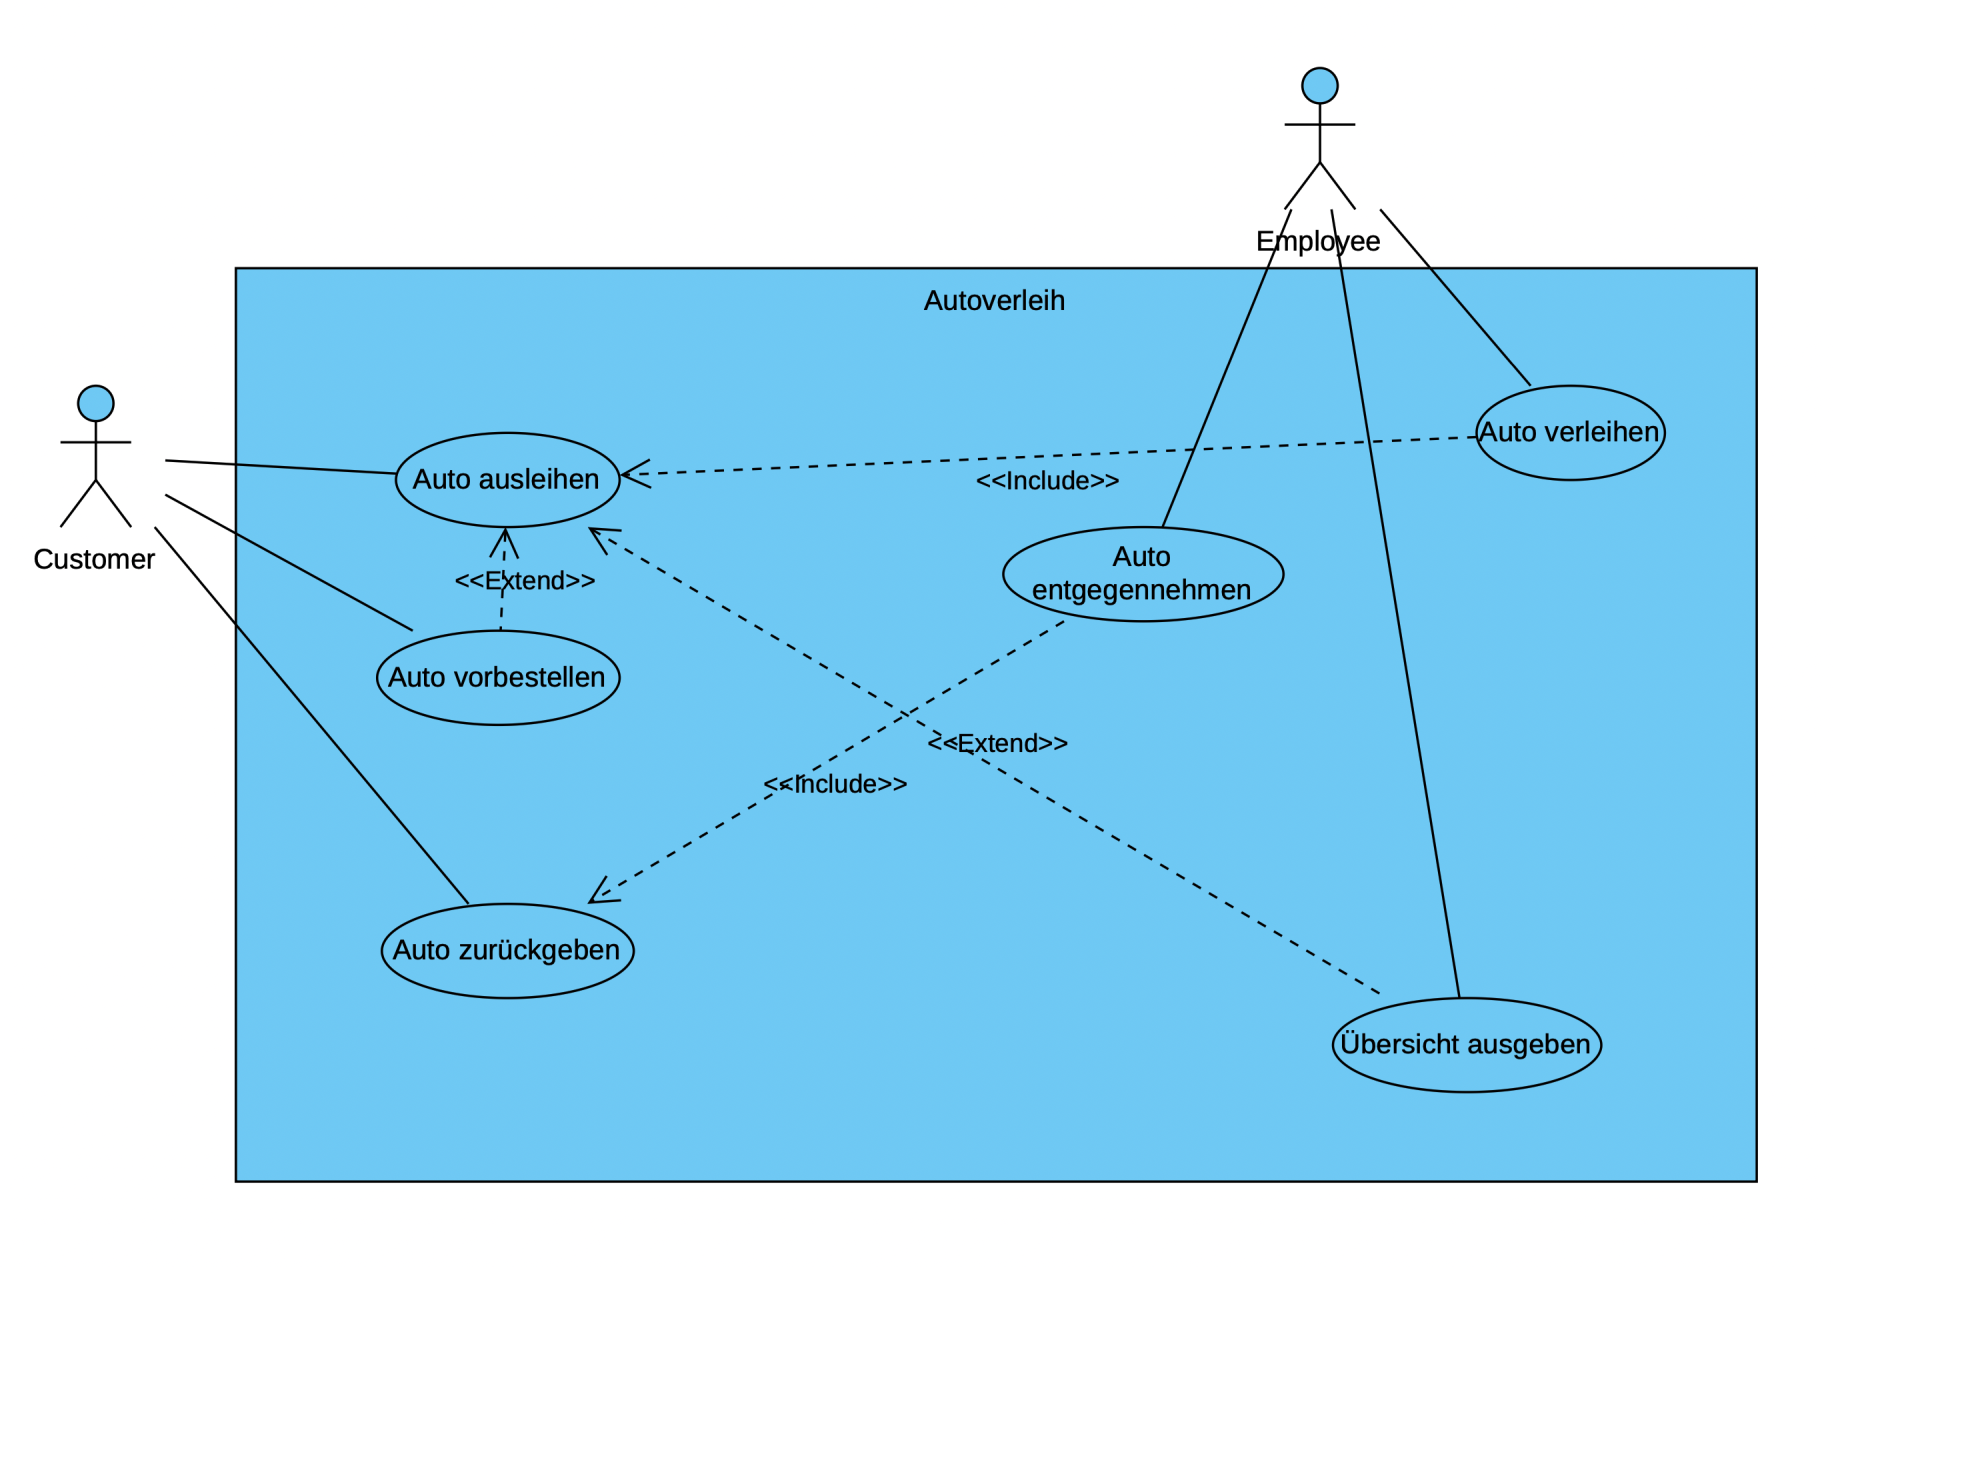 Employee
Autoverleih
Customer
Auto ausleihen
Auto verleihen
<<Include>>
Auto
entgegennehmen
<<Extend>>
Auto vorbestellen
<<Extend>>
<<Include>>
Auto zurückgeben
Übersicht ausgeben